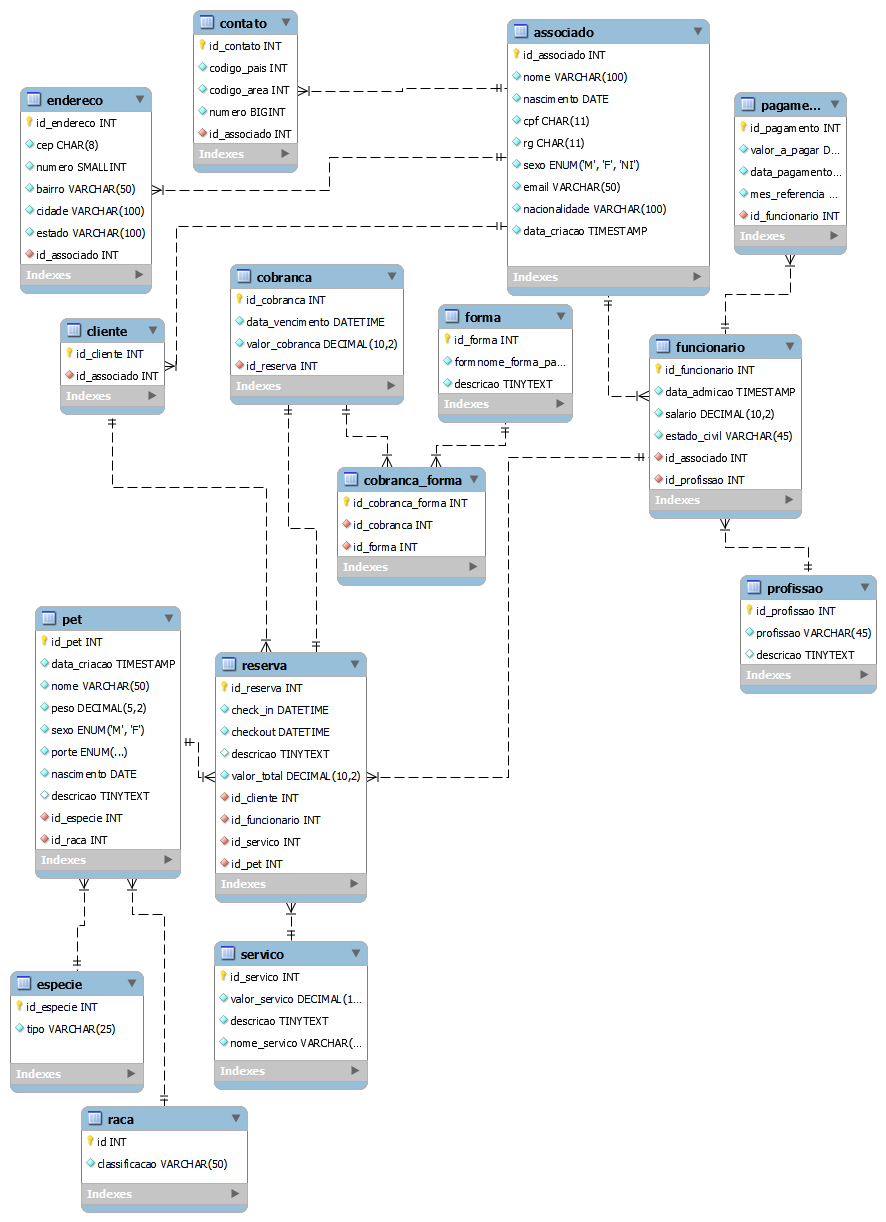 contato
id_contato INT
codigo_pais INT
codigo_area INT
numero BIGINT
id_associado INT
Indexes
associado
id_associado INT
nome VARCHAR(100)
nascimento DATE
cpf CHAR(11)
rg CHAR(11)
sexo ENUM('M', 'F', 'NI')
email VARCHAR(50)
nacionalidade VARCHAR(100)
data_criacao TIMESTAMP
Indexes
endereco
id_endereco INT
cep CHAR(8)
numero SMALLINT
bairro VARCHAR(50)
cidade VARCHAR(100)
estado VARCHAR(100)
id_associado INT
Indexes
pagame...
id_pagamento INT
valor_a_pagar D...
data_pagamento...
mes_referencia ...
id_funcionario INT
Indexes
cobranca
id_cobranca INT
data_vencimento DATETIME
valor_cobranca DECIMAL(10,2)
id_reserva INT
Indexes
cliente
id_cliente INT
id_associado INT
Indexes
forma
id_forma INT
formnome_forma_pa...
descricao TINYTEXT
Indexes
funcionario
id_funcionario INT
data_admicao TIMESTAMP
salario DECIMAL(10,2)
estado_civil VARCHAR(45)
id_associado INT
id_profissao INT
Indexes
cobranca_forma
id_cobranca_forma INT
id_cobranca INT
id_forma INT
Indexes
profissao
id_profissao INT
profissao VARCHAR(45)
descricao TINYTEXT
Indexes
pet
id_pet INT
data_criacao TIMESTAMP
nome VARCHAR(50)
peso DECIMAL(5,2)
sexo ENUM('M', 'F')
porte ENUM(...)
nascimento DATE
descricao TINYTEXT
id_especie INT
id_raca INT
Indexes
reserva
id_reserva INT
check_in DATETIME
checkout DATETIME
descricao TINYTEXT
valor_total DECIMAL(10,2)
id_cliente INT
id_funcionario INT
id_servico INT
id_pet INT
Indexes
servico
id_servico INT
valor_servico DECIMAL(1...
descricao TINYTEXT
nome_servico VARCHAR(...
Indexes
especie
id_especie INT
tipo VARCHAR(25)
Indexes
raca
id INT
classificacao VARCHAR(50)
Indexes